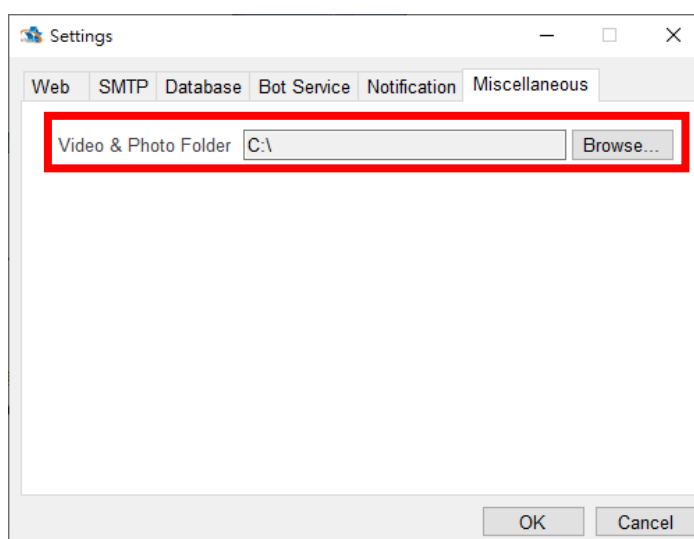 Settings
Web SMTP Database Bot Service Notification Miscellaneous
Video & Photo Folder C:\ Browse...
OK Cancel